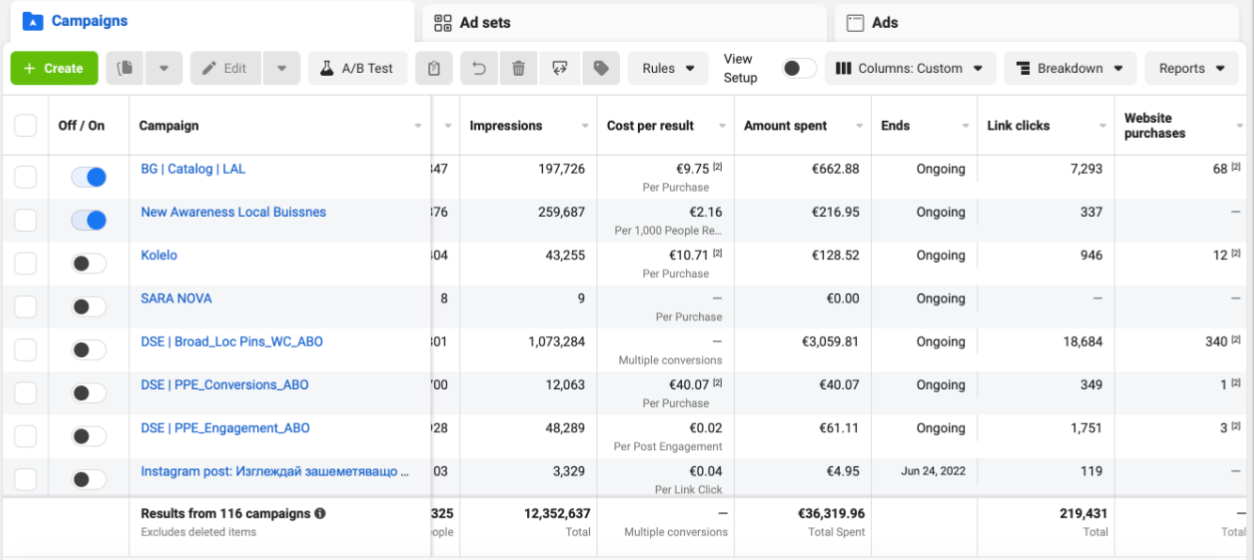 Campaigns
Ad sets
Ads
+ Create
Edit
A/B Test
Rules
View
Setup
Columns: Custom
Breakdown
Reports
Off / On
Campaign
Impressions
Cost per result
Amount spent
Ends
Link clicks
Website
purchases
BG | Catalog | LAL 347 197,726 €9.75 [2] €662.88 Ongoing 7,293 68 [2]
Per Purchase
New Awareness Local Buissnes 376 259,687 €2.16 €216.95 Ongoing 337 —
Per 1,000 People Re...
Kolelo 04 43,255 €10.71 [2] €128.52 Ongoing 946 12 [2]
Per Purchase
SARA NOVA 8 9 — €0.00 Ongoing — —
Per Purchase
DSE | Broad_Loc Pins_WC_ABO 01 1,073,284 — €3,059.81 Ongoing 18,684 340 [2]
Multiple conversions
DSE | PPE_Conversions_ABO 00 12,063 €40.07 [2] €40.07 Ongoing 349 1 [2]
Per Purchase
DSE | PPE_Engagement_ABO 28 48,289 €0.02 €61.11 Ongoing 1,751 3 [2]
Per Post Engagement
Instagram post: Изглеждай зашеметяващо ... 03 3,329 €0.04 €4.95 Jun 24, 2022 119 —
Per Link Click
Results from 116 campaigns 325 12,352,637 — €36,319.96 219,431 —
Excludes deleted items ople Total Multiple conversions Total Spent Total Total